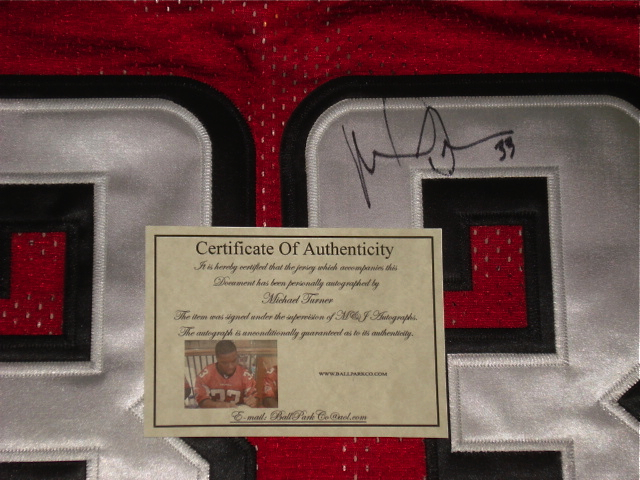 33
Certificate Of Authenticity
It is hereby certified that the jersey which accompanies this
Document has been personally autographed by
Michael Turner
The item was signed under the supervision of M&J Autographs.
The autograph is unconditionally guaranteed as to its authenticity.
33
WWW.BALLPARKCO.COM
E-mail: BallParkCo@aol.com